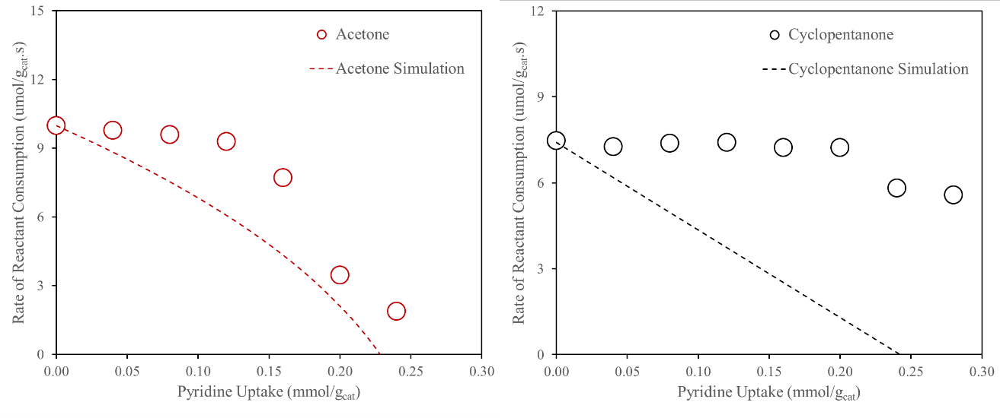 Rate of Reactant Consumption (umol/gcat.s)
15
12
9
6
3
0
Acetone
Acetone Simulation
0.00 0.05 0.10 0.15 0.20 0.25 0.30
Pyridine Uptake (mmol/gcat)
Rate of Reactant Consumption (umol/gcat.s)
12
9
6
3
0
Cyclopentanone
Cyclopentanone Simulation
0.00 0.05 0.10 0.15 0.20 0.25 0.30
Pyridine Uptake (mmol/gcat)